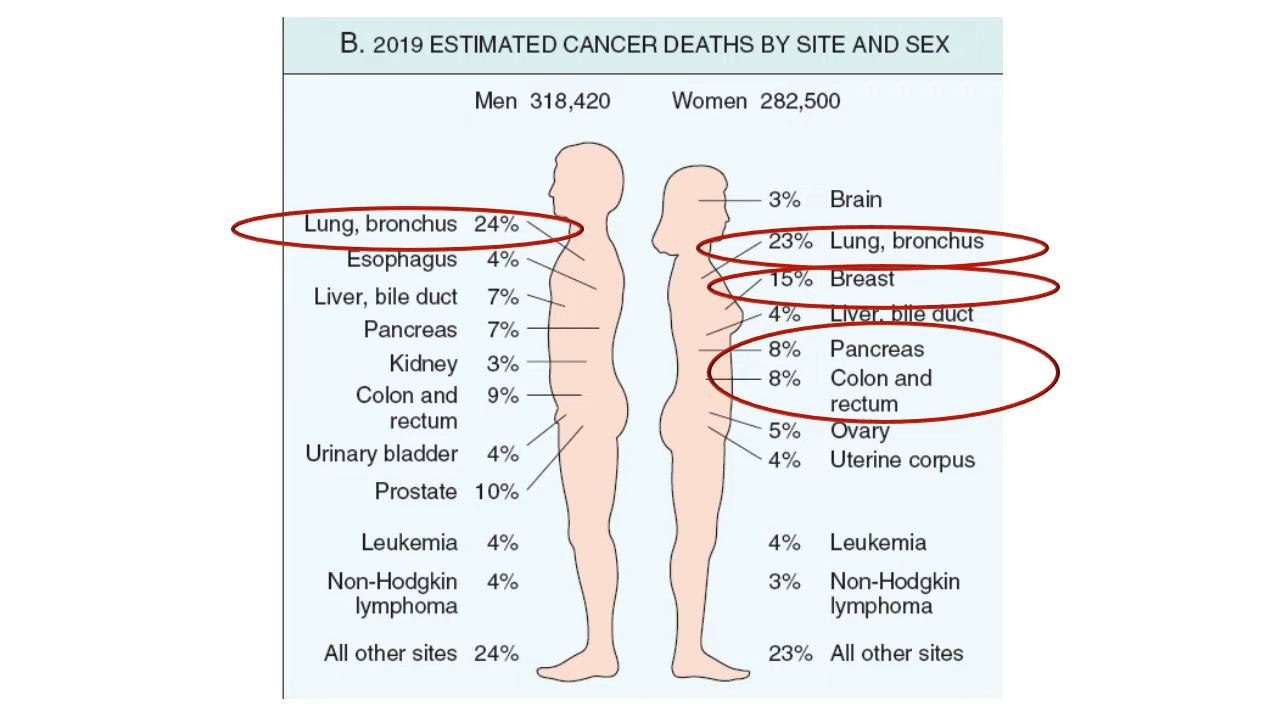 B. 2019 ESTIMATED CANCER DEATHS BY SITE AND SEX
Men 318,420
Women 282,500
Lung, bronchus 24%
Esophagus 4%
Liver, bile duct 7%
Pancreas 7%
Kidney 3%
Colon and 9%
rectum
Urinary bladder 4%
Prostate 10%
Leukemia 4%
Non-Hodgkin 4%
lymphoma
All other sites 24%
3% Brain
23% Lung, bronchus
15% Breast
4% Liver, bile duct
8% Pancreas
8% Colon and
rectum
5% Ovary
4% Uterine corpus
4% Leukemia
3% Non-Hodgkin
lymphoma
23% All other sites